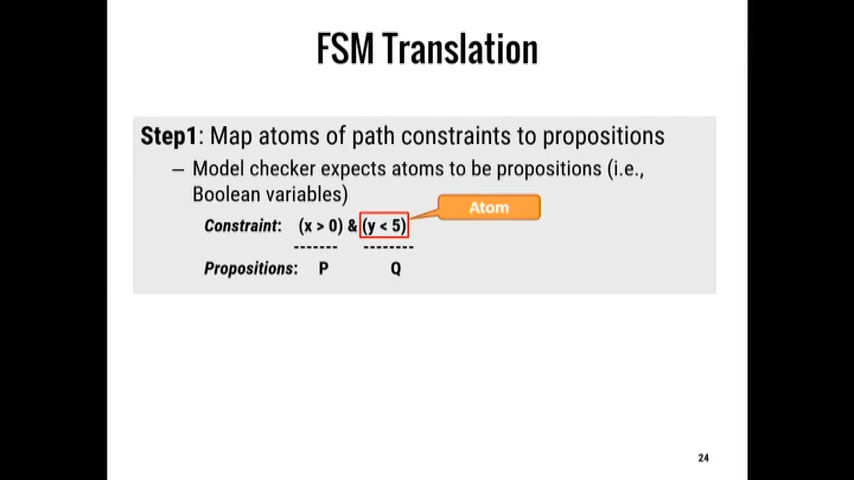 FSM Translation
Step1: Map atoms of path constraints to propositions
– Model checker expects atoms to be propositions (i.e.,
Boolean variables)
Atom
Constraint: (x > 0) & (y < 5)
------- --------
Propositions: P Q
24